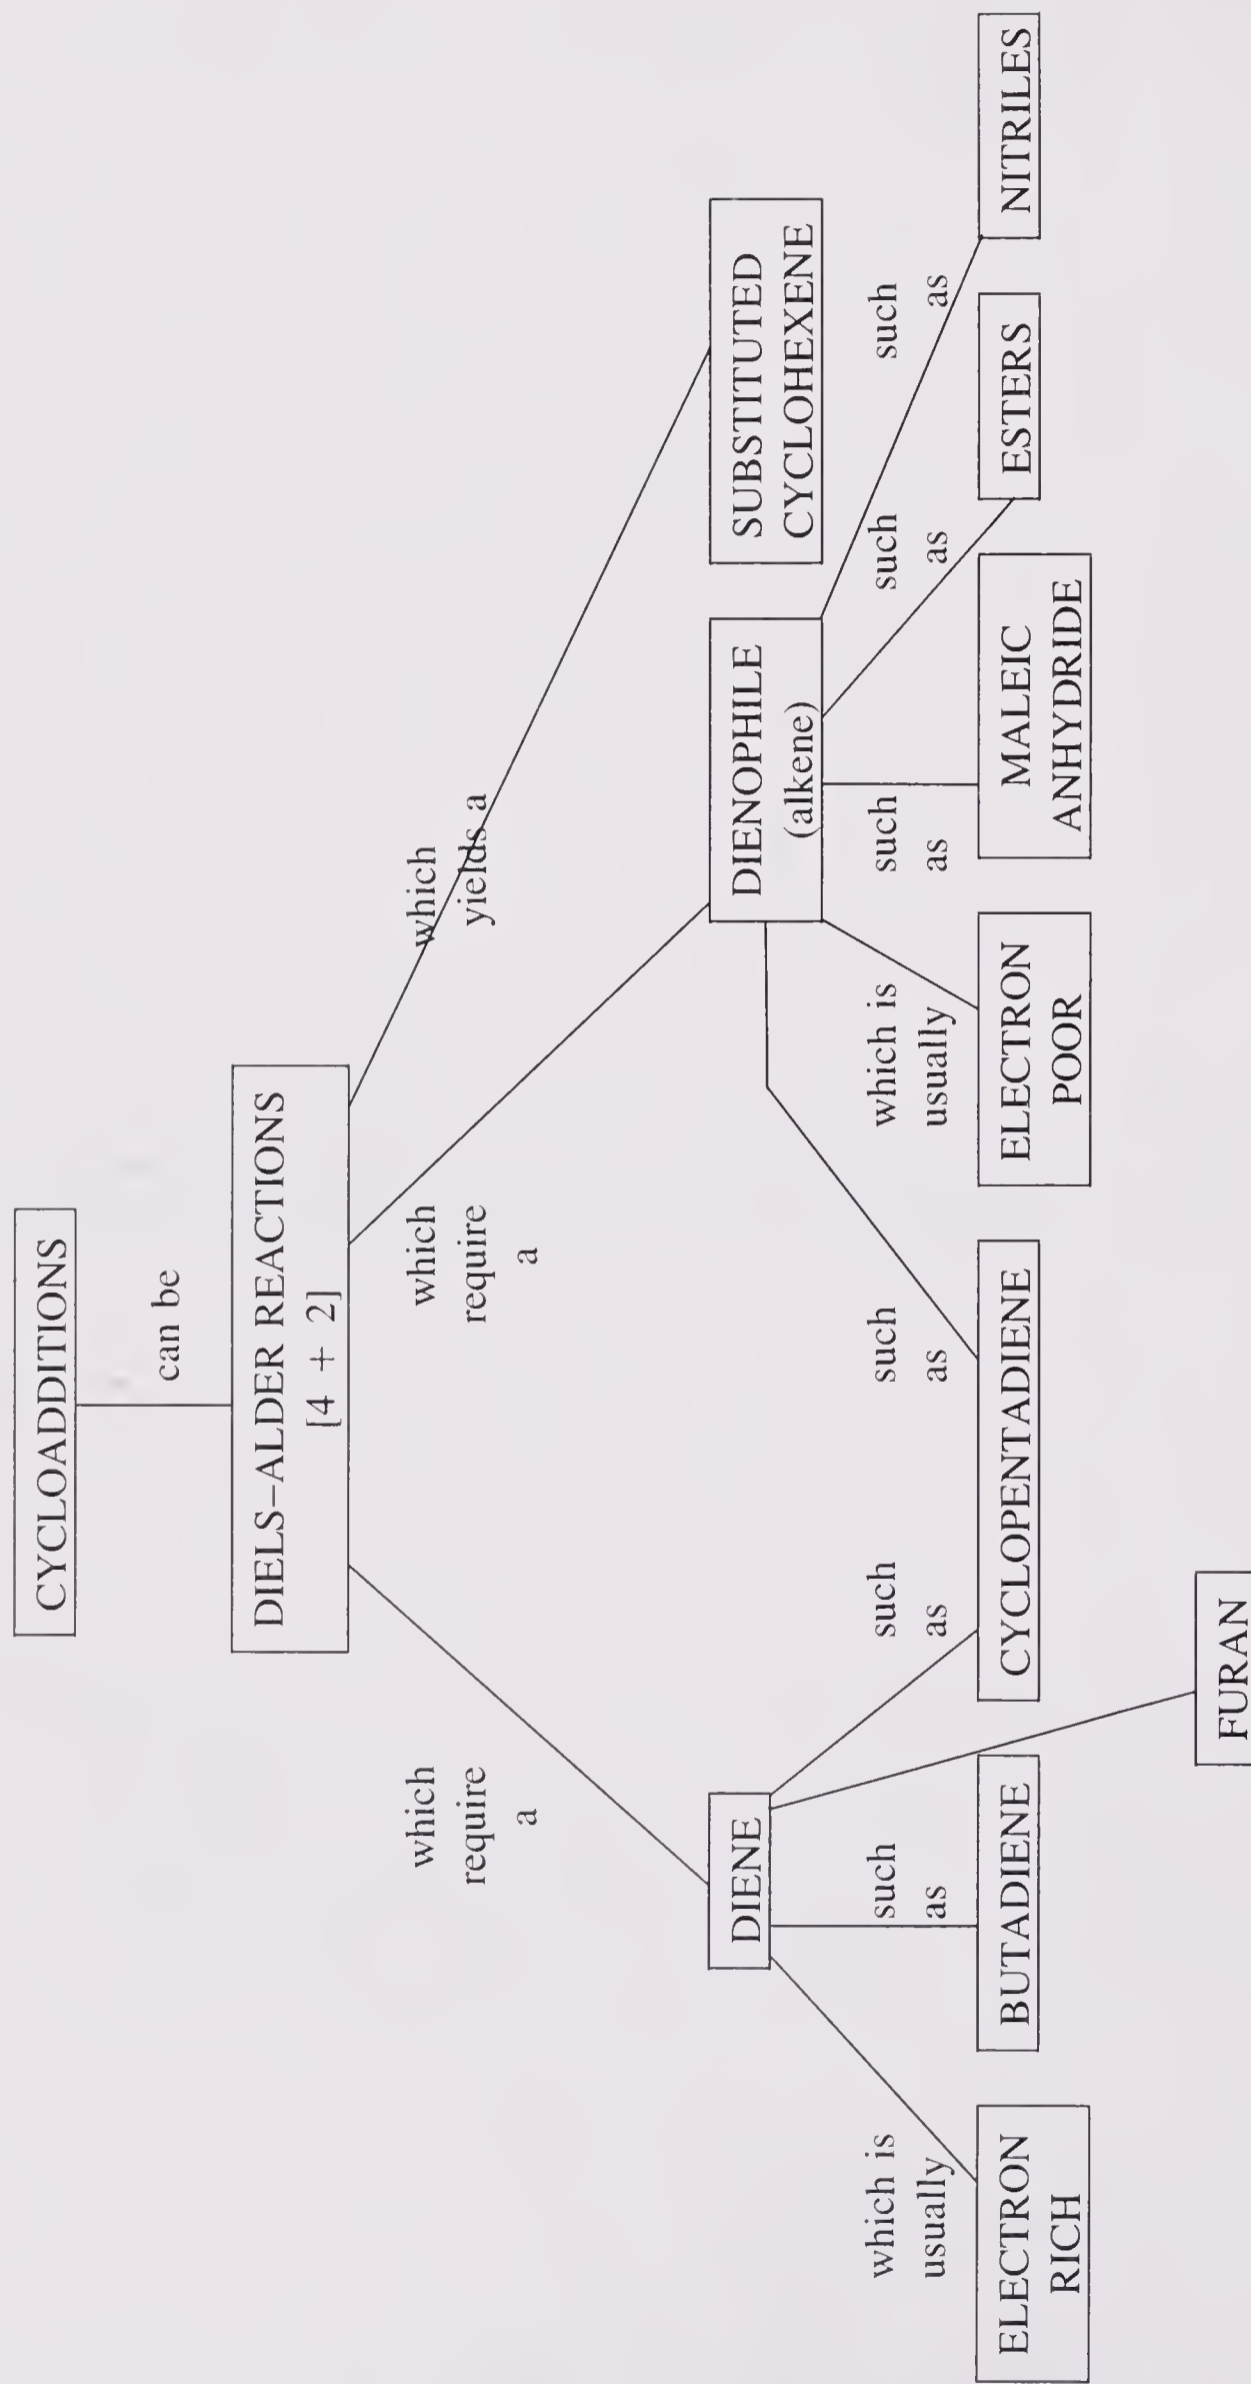 CYCLOADDITIONS
can be
DIELS–ALDER REACTIONS
[4 + 2]
which
require
a
which
require
a
which
yields a
DIENE
DIENOPHILE
(alkene)
SUBSTITUTED
CYCLOHEXENE
which is
usually
such
as
such
as
such
as
which is
usually
such
as
such
as
such
as
ELECTRON
RICH
BUTADIENE
CYCLOPENTADIENE
ELECTRON
POOR
MALEIC
ANHYDRIDE
ESTERS
NITRILES
FURAN